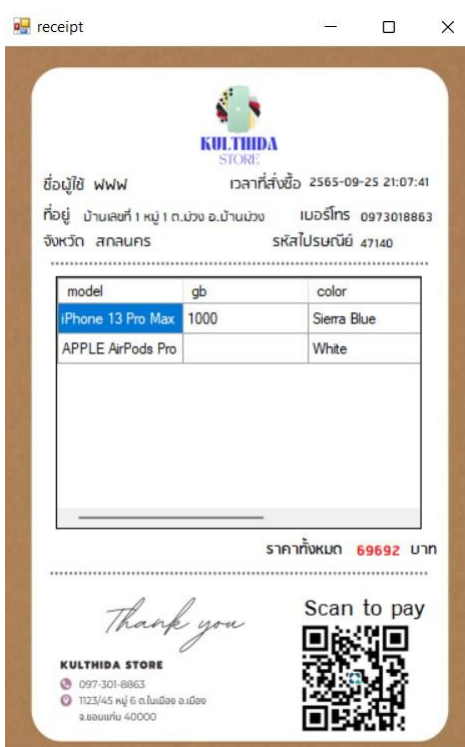 receipt
KULTHIDA
STORE
ชื่อผู้ใช้ ฟฟฟ เวลาที่สั่งซื้อ 2565-09-25 21:07:41
ที่อยู่ บ้านเลขที่ 1 หมู่ 1 ต.ม่วง อ.บ้านม่วง เบอร์โทร 0973018863
จังหวัด สกลนคร รหัสไปรษณีย์ 47140
model gb color
iPhone 13 Pro Max 1000 Sierra Blue
APPLE AirPods Pro White
ราคาทั้งหมด 69692 บาท
Thank you
Scan to pay
KULTHIDA STORE
097-301-8863
1123/45 หมู่ 6 ต.ในเมือง อ.เมือง
จ.ขอนแก่น 40000